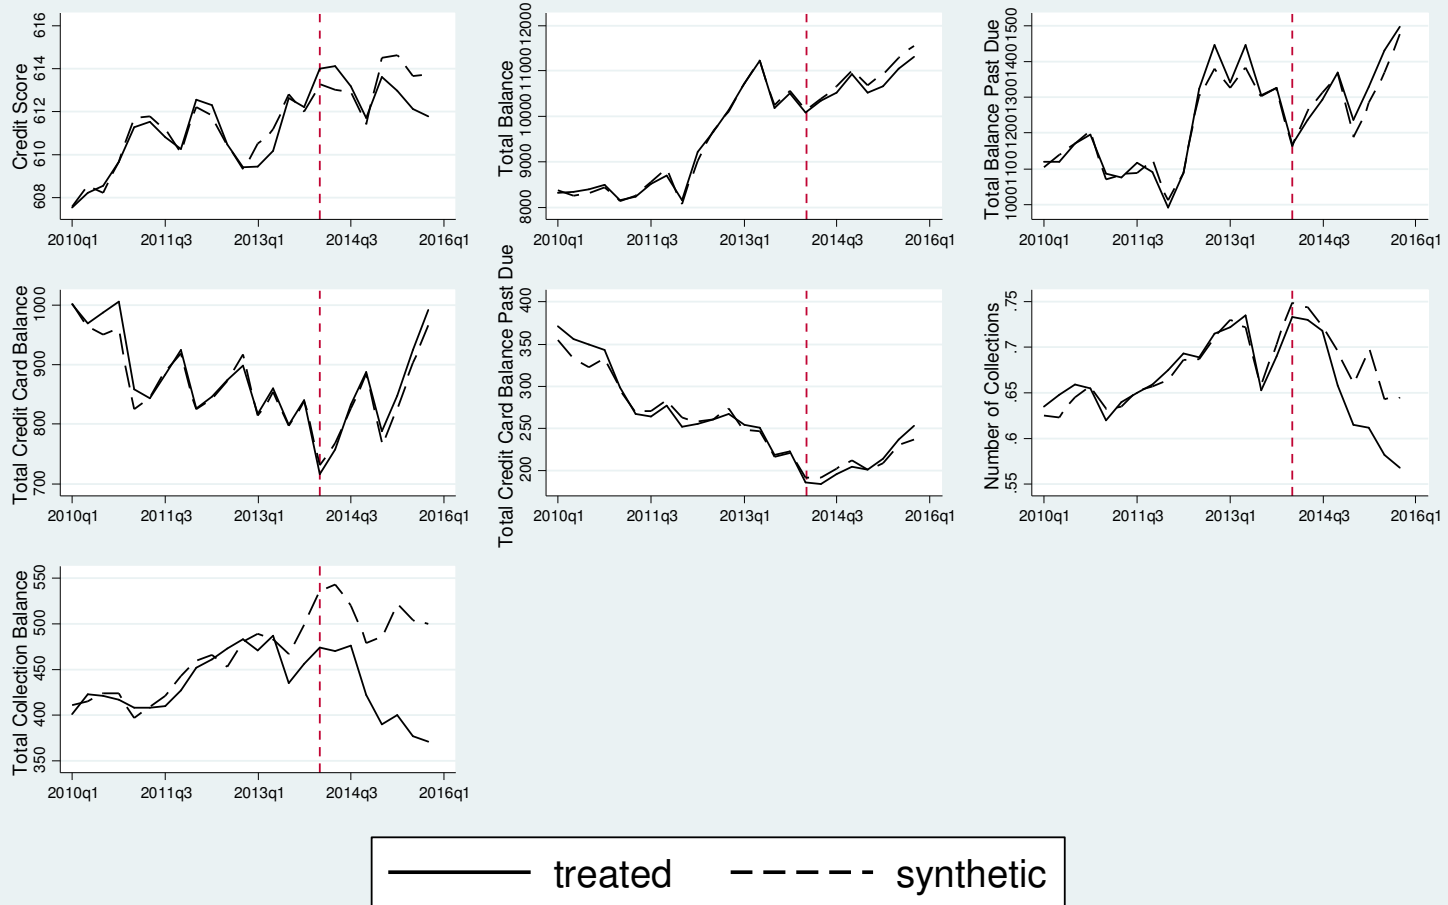 Credit Score
616
614
612
610
608
2010q1 2011q3 2013q1 2014q3 2016q1
Total Balance
12000
11000
10000
9000
8000
2010q1 2011q3 2013q1 2014q3 2016q1
Total Balance Past Due
1500
1400
1300
1200
1100
1000
2010q1 2011q3 2013q1 2014q3 2016q1
Total Credit Card Balance
1000
900
800
700
2010q1 2011q3 2013q1 2014q3 2016q1
Total Credit Card Balance Past Due
400
350
300
250
200
2010q1 2011q3 2013q1 2014q3 2016q1
Number of Collections
.75
.7
.65
.6
.55
2010q1 2011q3 2013q1 2014q3 2016q1
Total Collection Balance
550
500
450
400
350
2010q1 2011q3 2013q1 2014q3 2016q1
treated synthetic